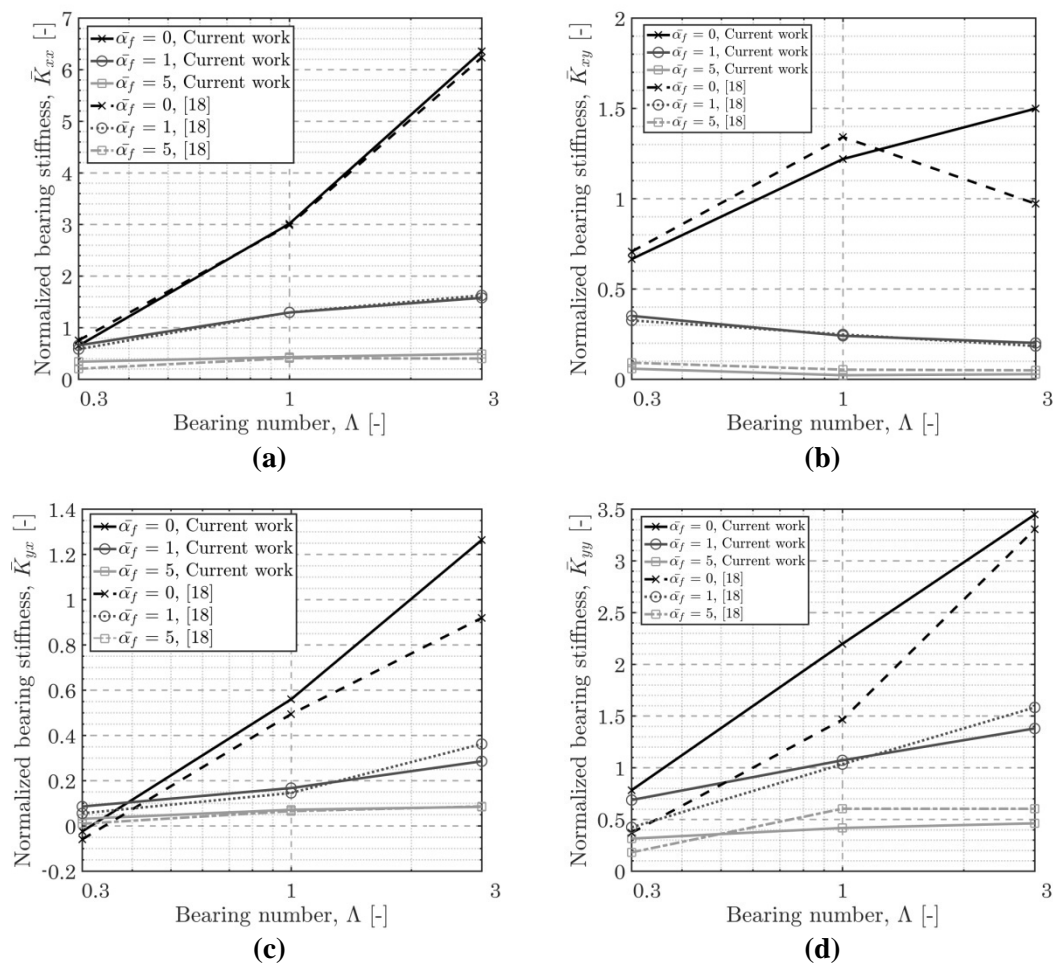 Normalized bearing stiffness, K̄xx [-]
7
6
5
4
3
2
1
0
ᾱf = 0, Current work
ᾱf = 1, Current work
ᾱf = 5, Current work
ᾱf = 0, [18]
ᾱf = 1, [18]
ᾱf = 5, [18]
0.3 1 3
Bearing number, Λ [-]
(a)
Normalized bearing stiffness, K̄xy [-]
2
1.5
1
0.5
0
ᾱf = 0, Current work
ᾱf = 1, Current work
ᾱf = 5, Current work
ᾱf = 0, [18]
ᾱf = 1, [18]
ᾱf = 5, [18]
0.3 1 3
Bearing number, Λ [-]
(b)
Normalized bearing stiffness, K̄yx [-]
1.4
1.2
1
0.8
0.6
0.4
0.2
0
-0.2
ᾱf = 0, Current work
ᾱf = 1, Current work
ᾱf = 5, Current work
ᾱf = 0, [18]
ᾱf = 1, [18]
ᾱf = 5, [18]
0.3 1 3
Bearing number, Λ [-]
(c)
Normalized bearing stiffness, K̄yy [-]
3.5
3
2.5
2
1.5
1
0.5
0
ᾱf = 0, Current work
ᾱf = 1, Current work
ᾱf = 5, Current work
ᾱf = 0, [18]
ᾱf = 1, [18]
ᾱf = 5, [18]
0.3 1 3
Bearing number, Λ [-]
(d)